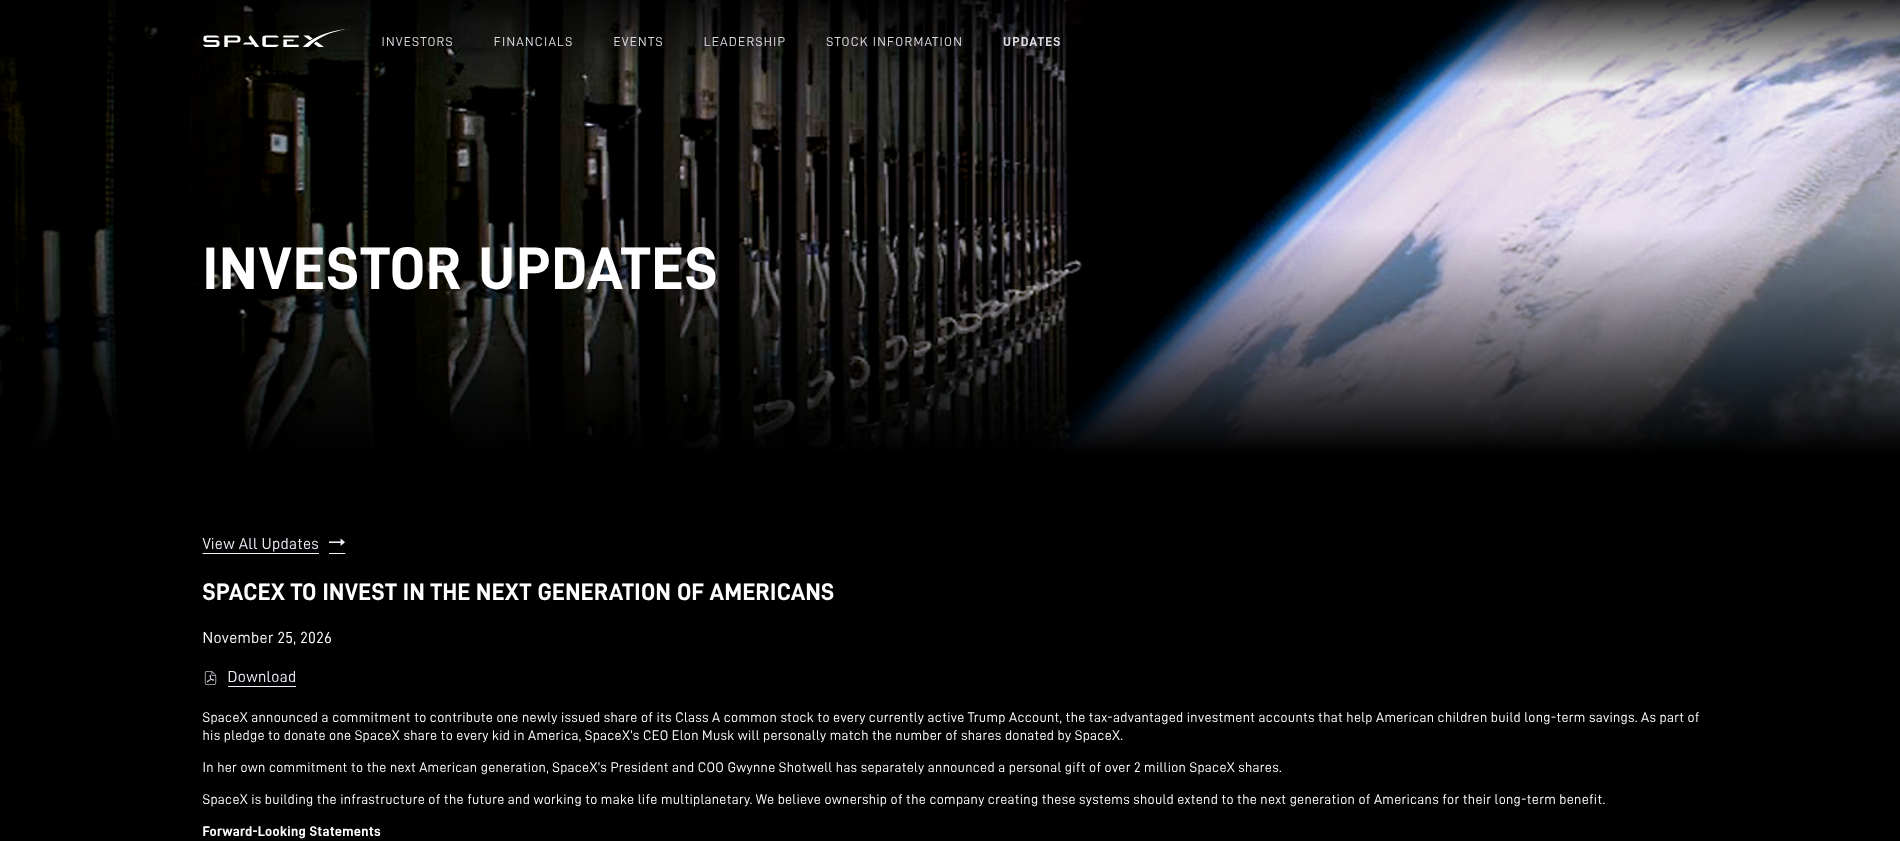 SPACEX
INVESTORS FINANCIALS EVENTS LEADERSHIP STOCK INFORMATION UPDATES
INVESTOR UPDATES
View All Updates →
SPACEX TO INVEST IN THE NEXT GENERATION OF AMERICANS
November 25, 2026
Download
SpaceX announced a commitment to contribute one newly issued share of its Class A common stock to every currently active Trump Account, the tax-advantaged investment accounts that help American children build long-term savings. As part of
his pledge to donate one SpaceX share to every kid in America, SpaceX's CEO Elon Musk will personally match the number of shares donated by SpaceX.
In her own commitment to the next American generation, SpaceX's President and COO Gwynne Shotwell has separately announced a personal gift of over 2 million SpaceX shares.
SpaceX is building the infrastructure of the future and working to make life multiplanetary. We believe ownership of the company creating these systems should extend to the next generation of Americans for their long-term benefit.
Forward-Looking Statements